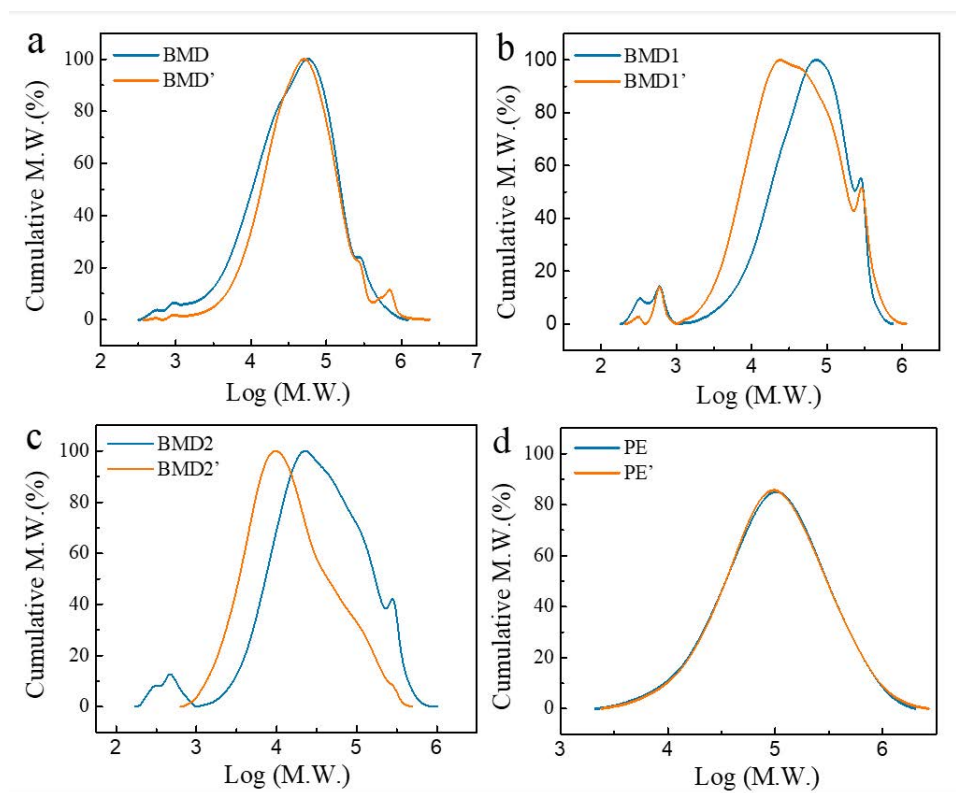 a
BMD
BMD’
Cumulative M.W.(%)
100
80
60
40
20
0
2 3 4 5 6 7
Log (M.W.)
b
BMD1
BMD1’
Cumulative M.W.(%)
100
80
60
40
20
0
2 3 4 5 6
Log (M.W.)
c
BMD2
BMD2’
Cumulative M.W.(%)
100
80
60
40
20
0
2 3 4 5 6
Log (M.W.)
d
PE
PE’
Cumulative M.W.(%)
100
80
60
40
20
0
3 4 5 6
Log (M.W.)